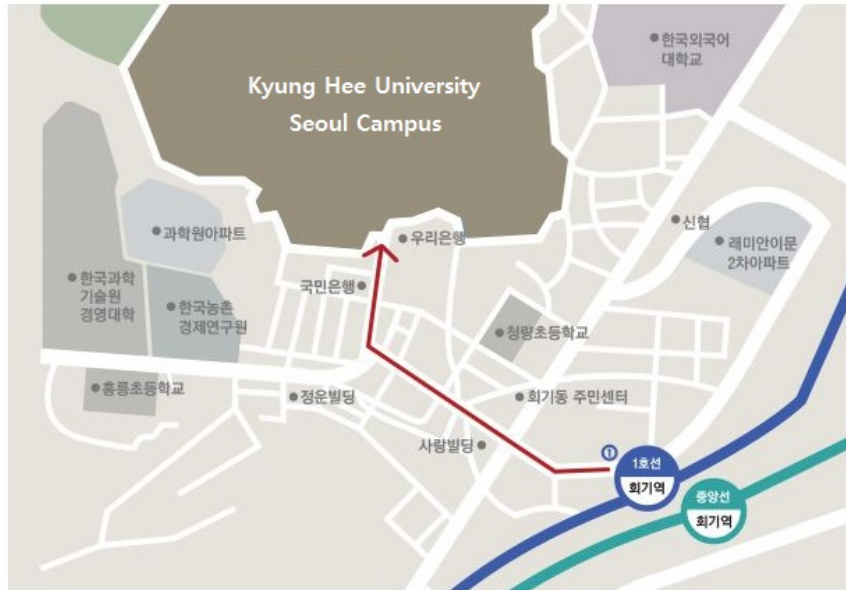 Kyung Hee University
Seoul Campus
한국외국어
대학교
과학원아파트
우리은행
신협
래미안이문
2차아파트
한국과학
기술원
경영대학
국민은행
한국농촌
경제연구원
청량초등학교
홍릉초등학교
정운빌딩
회기동 주민센터
사랑빌딩
1
1호선
회기역
중앙선
회기역